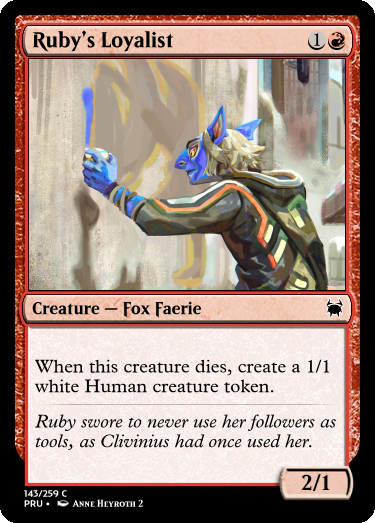 Ruby's Loyalist 1
Creature — Fox Faerie
When this creature dies, create a 1/1
white Human creature token.
Ruby swore to never use her followers as
tools, as Clivinius had once used her.
2/1
143/259 C
PRU • Anne Heyroth 2